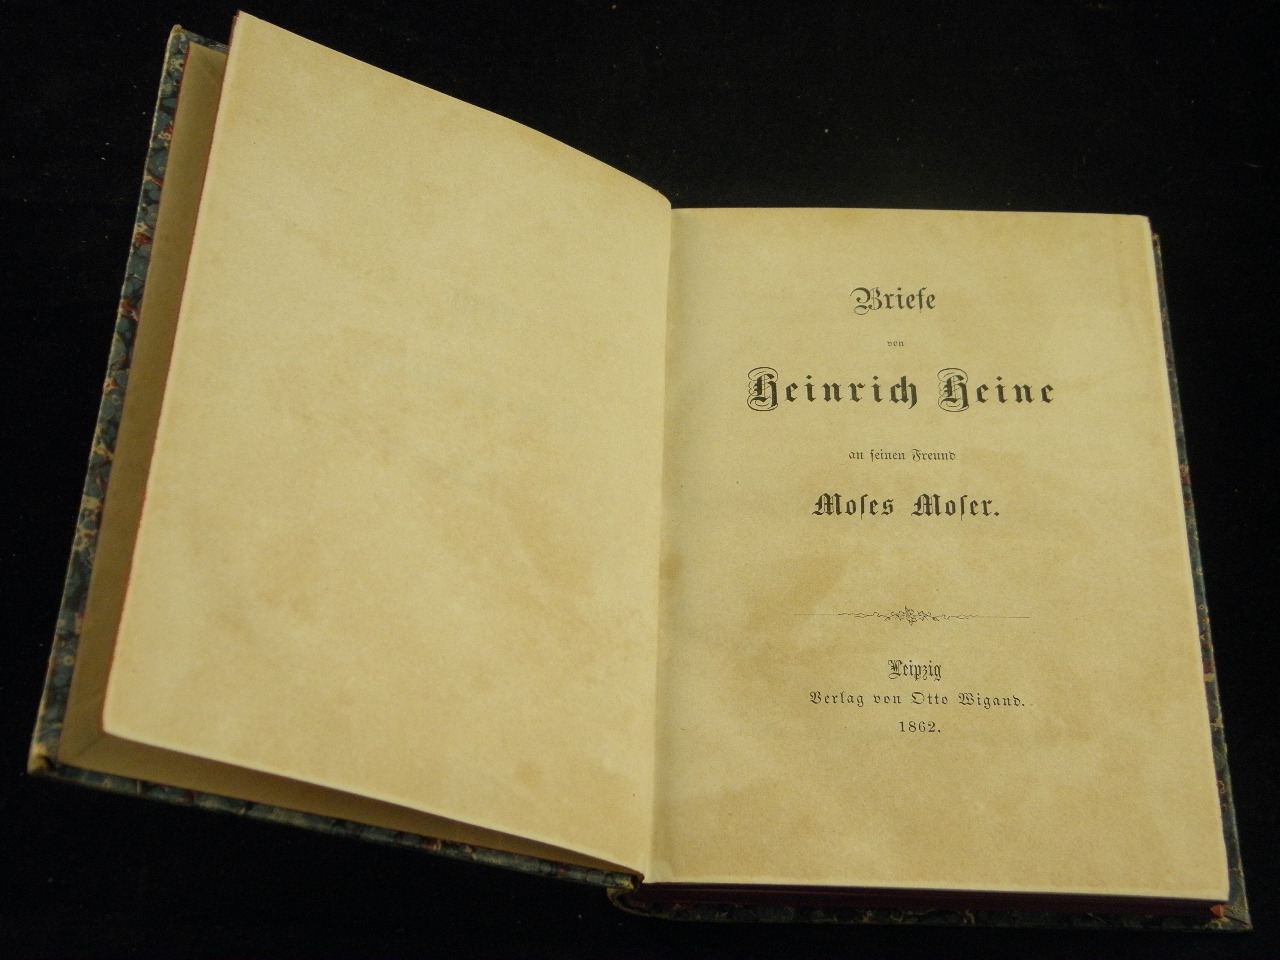 Briefe
von
Heinrich Heine
an ſeinen Freund
Moſes Moſer.
Leipzig
Verlag von Otto Wigand.
1862.